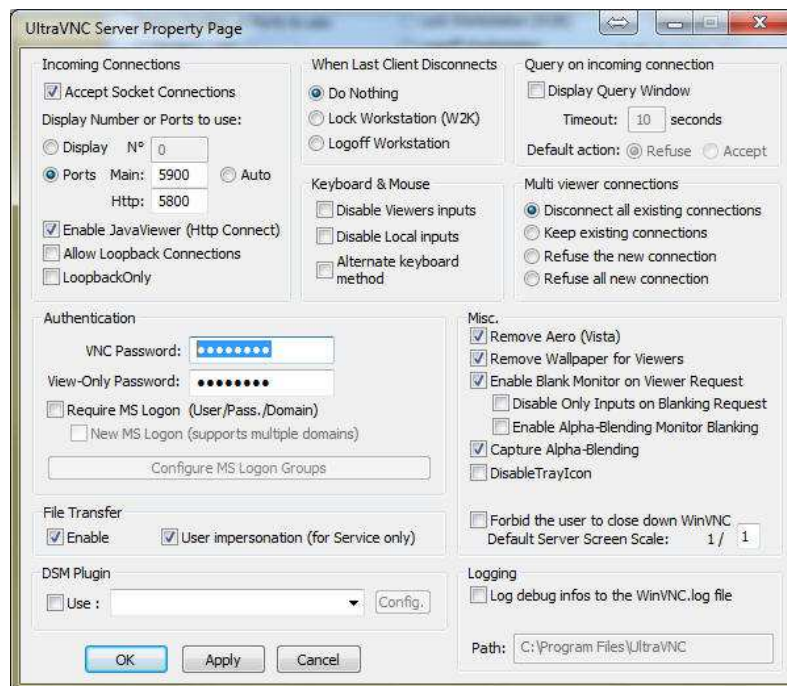 UltraVNC Server Property Page
Incoming Connections
Accept Socket Connections
Display Number or Ports to use:
Display N° 0
Ports Main: 5900 Auto
Http: 5800
Enable JavaViewer (Http Connect)
Allow Loopback Connections
LoopbackOnly
When Last Client Disconnects
Do Nothing
Lock Workstation (W2K)
Logoff Workstation
Query on incoming connection
Display Query Window
Timeout: 10 seconds
Default action: Refuse Accept
Keyboard & Mouse
Disable Viewers inputs
Disable Local inputs
Alternate keyboard
method
Multi viewer connections
Disconnect all existing connections
Keep existing connections
Refuse the new connection
Refuse all new connection
Authentication
VNC Password:
View-Only Password:
Require MS Logon (User/Pass./Domain)
New MS Logon (supports multiple domains)
Configure MS Logon Groups
Misc.
Remove Aero (Vista)
Remove Wallpaper for Viewers
Enable Blank Monitor on Viewer Request
Disable Only Inputs on Blanking Request
Enable Alpha-Blending Monitor Blanking
Capture Alpha-Blending
DisableTrayIcon
Forbid the user to close down WinVNC
Default Server Screen Scale: 1 / 1
File Transfer
Enable User impersonation (for Service only)
DSM Plugin
Use : Config.
Logging
Log debug infos to the WinVNC.log file
Path: C:\Program Files\UltraVNC
OK Apply Cancel